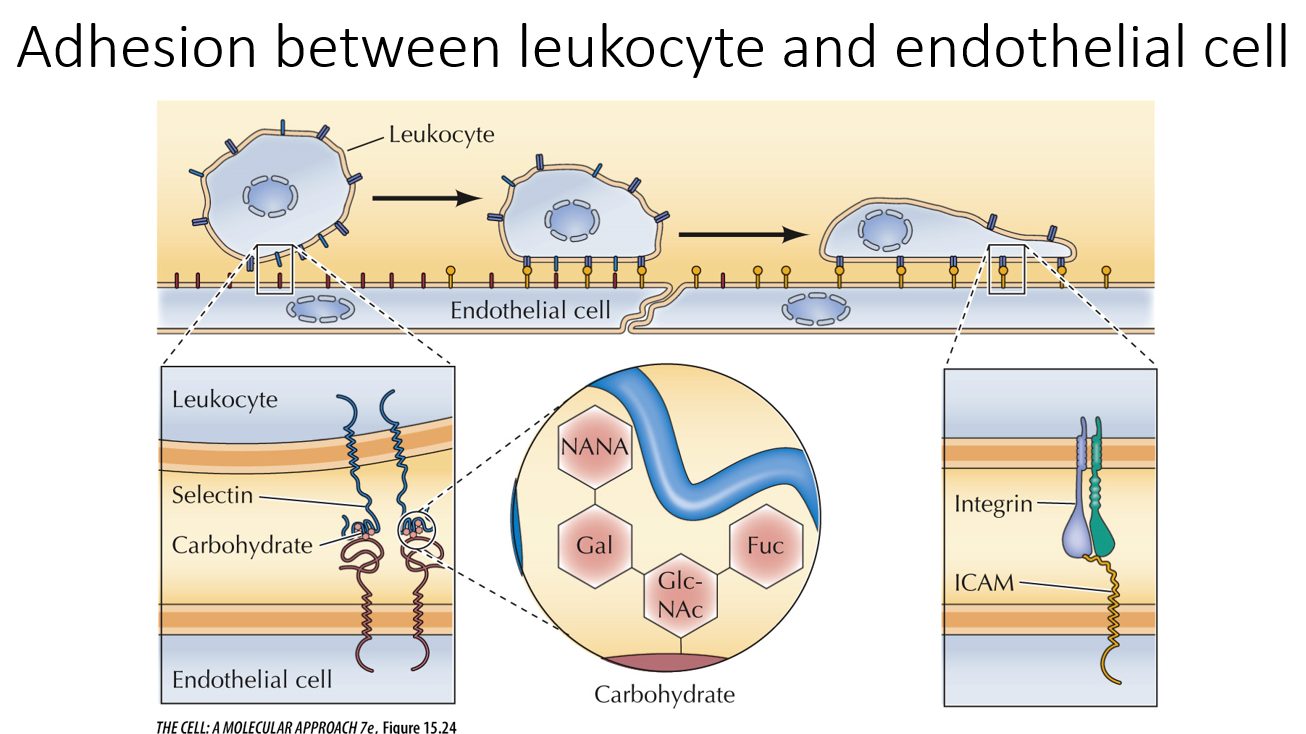 Adhesion between leukocyte and endothelial cell
Leukocyte
Endothelial cell
Leukocyte
Selectin
Carbohydrate
Endothelial cell
NANA
Gal
Glc-
NAc
Fuc
Carbohydrate
Integrin
ICAM
THE CELL: A MOLECULAR APPROACH 7e, Figure 15.24